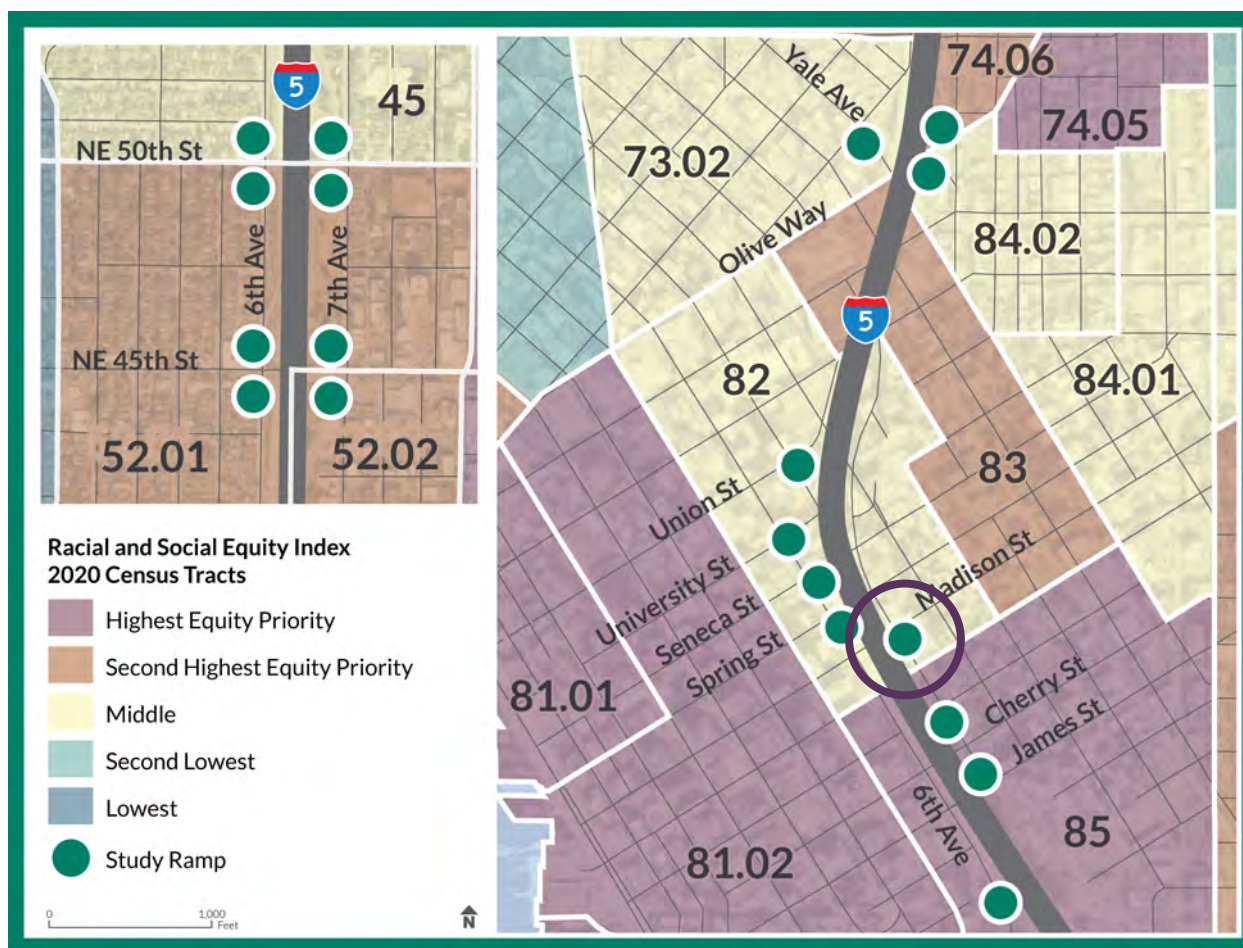 5
45
NE 50th St
6th Ave
7th Ave
NE 45th St
52.01
52.02
Racial and Social Equity Index
2020 Census Tracts
Highest Equity Priority
Second Highest Equity Priority
Middle
Second Lowest
Lowest
Study Ramp
0
1,000
Feet
N
Yale Ave
74.06
74.05
73.02
Olive Way
84.02
5
82
84.01
Union St
83
University St
Madison St
Seneca St
Spring St
81.01
Cherry St
James St
6th Ave
85
81.02